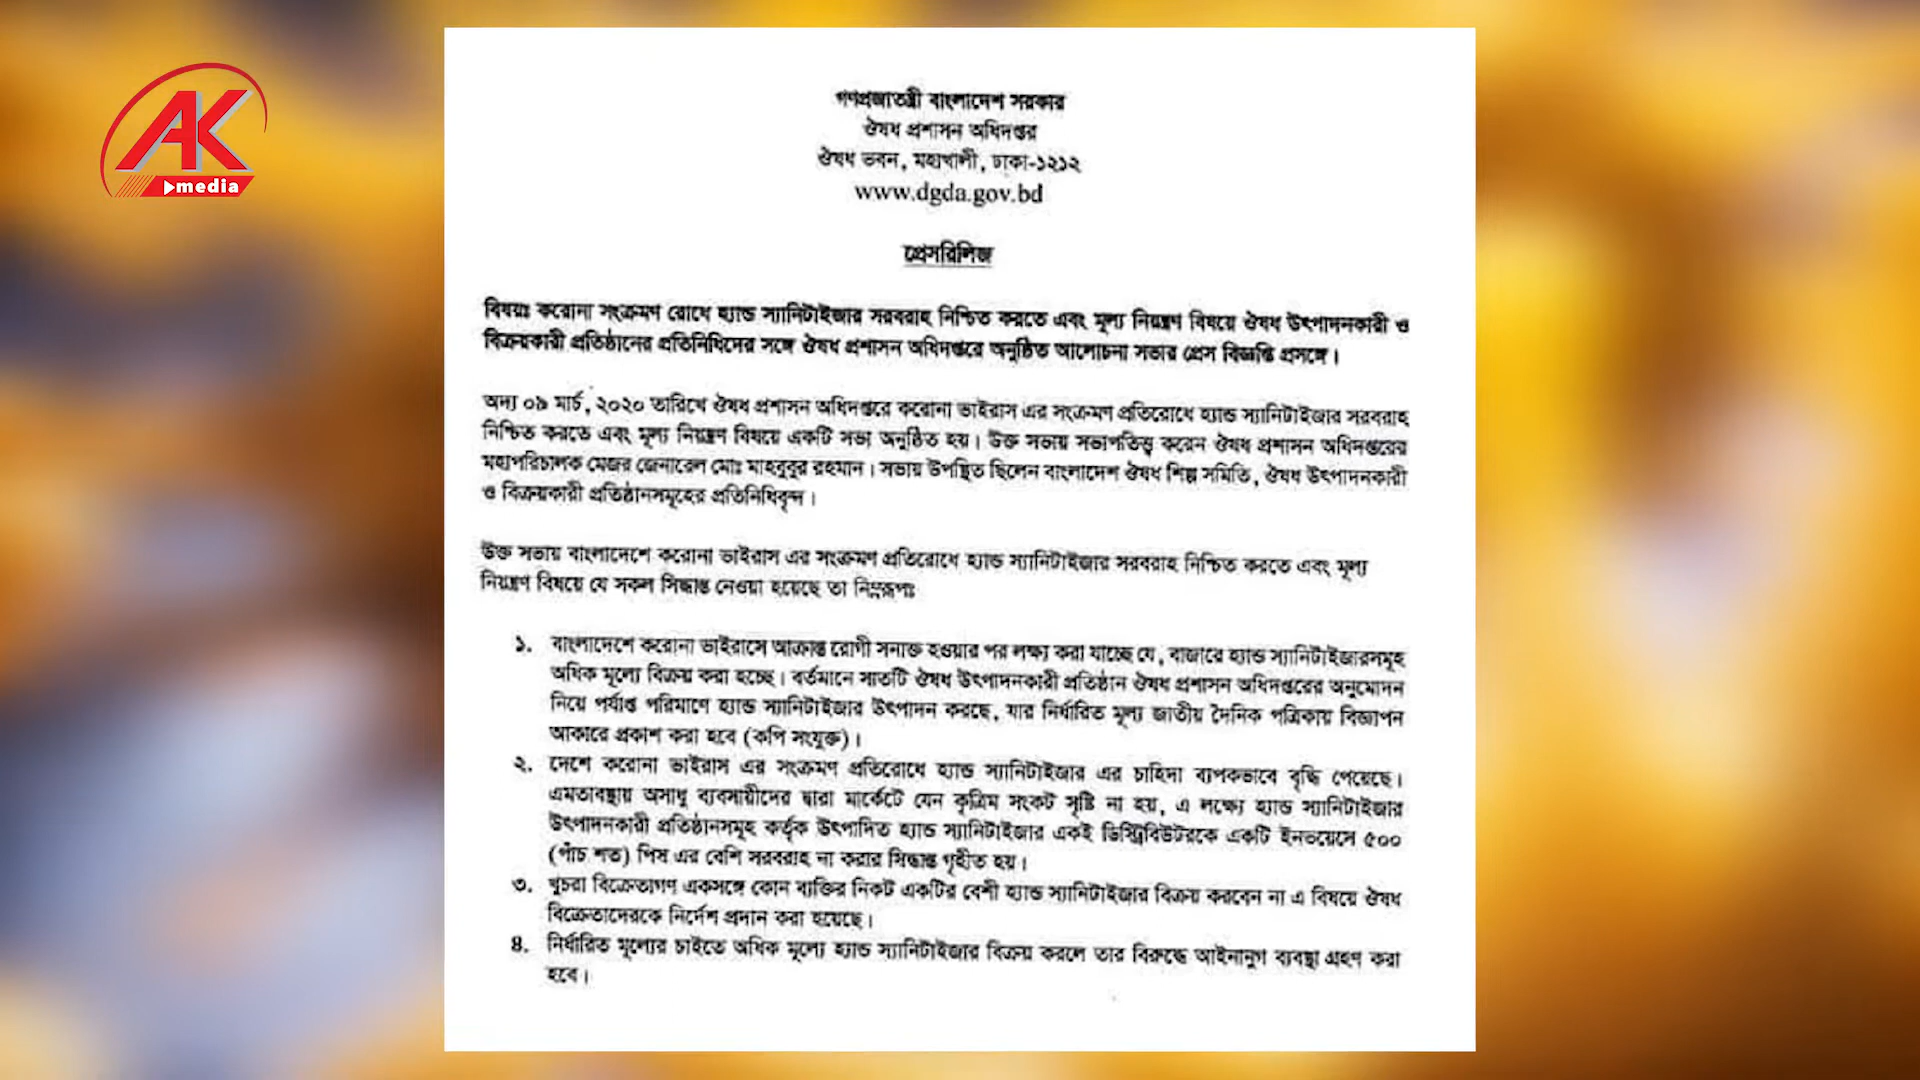 AK
media
গণপ্রজাতন্ত্রী বাংলাদেশ সরকার
ঔষধ প্রশাসন অধিদপ্তর
ঔষধ ভবন, মহাখালী, ঢাকা-১২১২
www.dgda.gov.bd
প্রেসরিলিজ
বিষয়ঃ করোনা সংক্রমণ রোধে হ্যান্ড স্যানিটাইজার সরবরাহ নিশ্চিত করতে এবং মূল্য নিয়ন্ত্রণ বিষয়ে ঔষধ উৎপাদনকারী ও
বিক্রয়কারী প্রতিষ্ঠানের প্রতিনিধিদের সঙ্গে ঔষধ প্রশাসন অধিদপ্তরে অনুষ্ঠিত আলোচনা সভার প্রেস বিজ্ঞপ্তি প্রসঙ্গে।
অদ্য ০৯ মার্চ, ২০২০ তারিখে ঔষধ প্রশাসন অধিদপ্তরে করোনা ভাইরাস এর সংক্রমণ প্রতিরোধে হ্যান্ড স্যানিটাইজার সরবরাহ
নিশ্চিত করতে এবং মূল্য নিয়ন্ত্রণ বিষয়ে একটি সভা অনুষ্ঠিত হয়। উক্ত সভায় সভাপতিত্ব করেন ঔষধ প্রশাসন অধিদপ্তরের
মহাপরিচালক মেজর জেনারেল মোঃ মাহবুবুর রহমান। সভায় উপস্থিত ছিলেন বাংলাদেশ ঔষধ শিল্প সমিতি, ঔষধ উৎপাদনকারী
ও বিক্রয়কারী প্রতিষ্ঠানসমূহের প্রতিনিধিবৃন্দ।
উক্ত সভায় বাংলাদেশে করোনা ভাইরাস এর সংক্রমণ প্রতিরোধে হ্যান্ড স্যানিটাইজার সরবরাহ নিশ্চিত করতে এবং মূল্য
নিয়ন্ত্রণ বিষয়ে যে সকল সিদ্ধান্ত নেওয়া হয়েছে তা নিম্নরূপঃ
১. বাংলাদেশে করোনা ভাইরাসে আক্রান্ত রোগী সনাক্ত হওয়ার পর লক্ষ্য করা যাচ্ছে যে, বাজারে হ্যান্ড স্যানিটাইজারসমূহ
অধিক মূল্যে বিক্রয় করা হচ্ছে। বর্তমানে সাতটি ঔষধ উৎপাদনকারী প্রতিষ্ঠান ঔষধ প্রশাসন অধিদপ্তরের অনুমোদন
নিয়ে পর্যাপ্ত পরিমাণে হ্যান্ড স্যানিটাইজার উৎপাদন করছে, যার নির্ধারিত মূল্য জাতীয় দৈনিক পত্রিকায় বিজ্ঞাপন
আকারে প্রকাশ করা হবে (কপি সংযুক্ত)।
২. দেশে করোনা ভাইরাস এর সংক্রমণ প্রতিরোধে হ্যান্ড স্যানিটাইজার এর চাহিদা ব্যপকভাবে বৃদ্ধি পেয়েছে।
এমতাবস্থায় অসাধু ব্যবসায়ীদের দ্বারা মার্কেটে যেন কৃত্রিম সংকট সৃষ্টি না হয়, এ লক্ষ্যে হ্যান্ড স্যানিটাইজার
উৎপাদনকারী প্রতিষ্ঠানসমূহ কর্তৃক উৎপাদিত হ্যান্ড স্যানিটাইজার একই ডিস্ট্রিবিউটরকে একটি ইনভয়েসে ৫০০
(পাঁচ শত) পিষ এর বেশি সরবরাহ না করার সিদ্ধান্ত গৃহীত হয়।
৩. খুচরা বিক্রেতাগণ একসঙ্গে কোন ব্যক্তির নিকট একটির বেশী হ্যান্ড স্যানিটাইজার বিক্রয় করবেন না এ বিষয়ে ঔষধ
বিক্রেতাদেরকে নির্দেশ প্রদান করা হয়েছে।
৪. নির্ধারিত মূল্যের চাইতে অধিক মূল্যে হ্যান্ড স্যানিটাইজার বিক্রয় করলে তার বিরুদ্ধে আইনানুগ ব্যবস্থা গ্রহণ করা
হবে।